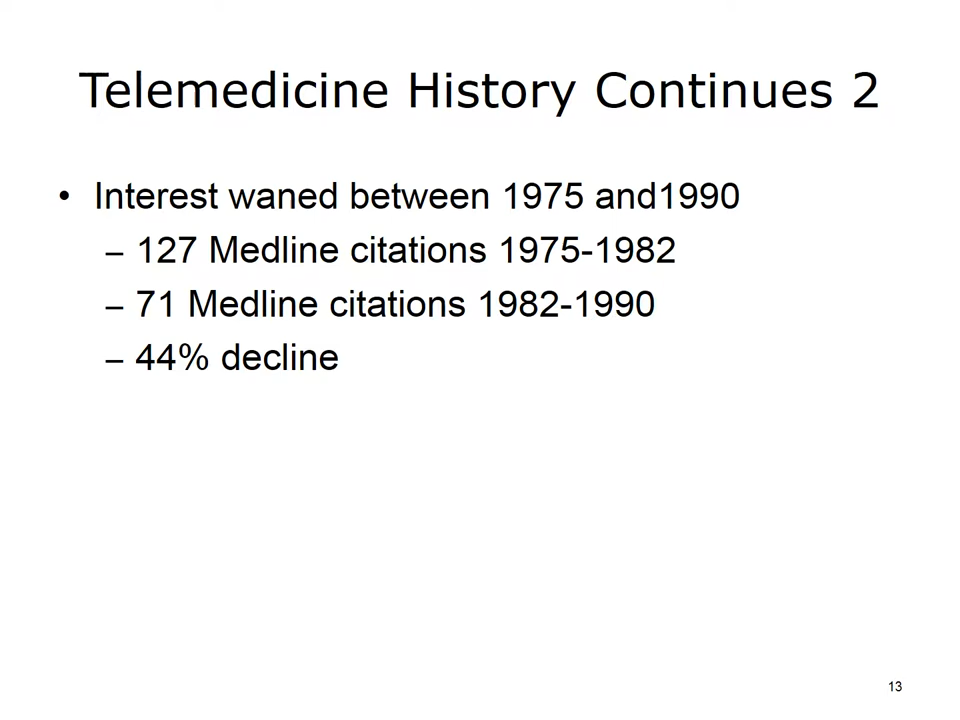 Telemedicine History Continues 2
• Interest waned between 1975 and1990
– 127 Medline citations 1975-1982
– 71 Medline citations 1982-1990
– 44% decline
13